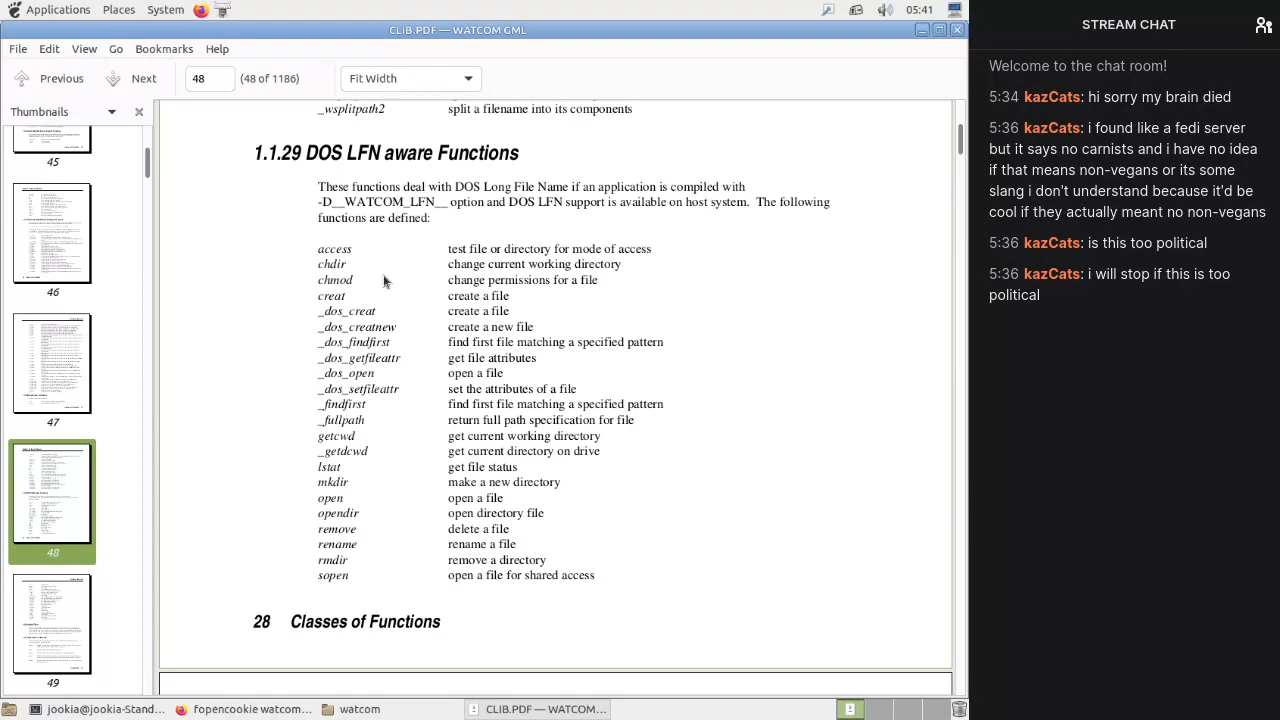 Applications Places System 05:41
CLIB.PDF — WATCOM GML
File Edit View Go Bookmarks Help
Previous Next 48 (48 of 1186) Fit Width
Thumbnails
45
46
47
48
49
_wsplitpath2 split a filename into its components
1.1.29 DOS LFN aware Functions
These functions deal with DOS Long File Name if an application is compiled with
-D__WATCOM_LFN__ option and DOS LFN support is available on host system. The following
functions are defined:
access test file or directory for mode of access
chdir change current working directory
chmod change permissions for a file
creat create a file
_dos_creat create a file
_dos_creatnew create a new file
_dos_findfirst find first file matching a specified pattern
_dos_getfileattr get file attributes
_dos_open open a file
_dos_setfileattr set the attributes of a file
_findfirst find first file matching a specified pattern
_fullpath return full path specification for file
getcwd get current working directory
_getdcwd get current directory on drive
lstat get file status
mkdir make a new directory
open open a file
opendir open directory file
remove delete a file
rename rename a file
rmdir remove a directory
sopen open a file for shared access
28 Classes of Functions
jookia@jookia-Stand... fopencookie watcom... watcom CLIB.PDF — WATCOM...
STREAM CHAT
Welcome to the chat room!
5:34 kazCats: hi sorry my brain died
5:36 kazCats: i found like a fedi server
but it says no carnists and i have no idea
if that means non-vegans or its some
slang i don't understand because it'd be
cool if they actually meant no non-vegans
5:36 kazCats: is this too political
5:36 kazCats: i will stop if this is too
political